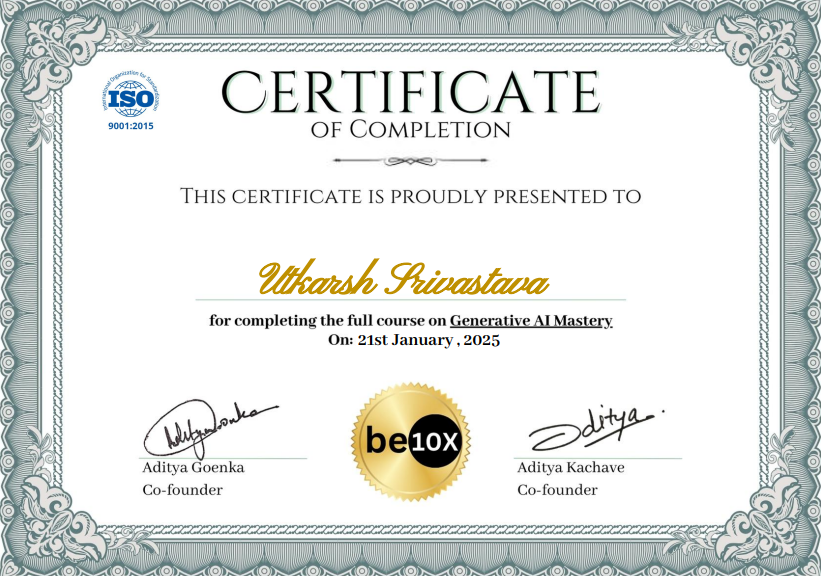 International Organization for Standardization
ISO
9001:2015
CERTIFICATE
OF COMPLETION
THIS CERTIFICATE IS PROUDLY PRESENTED TO
Utkarsh Srivastava
for completing the full course on Generative AI Mastery
On: 21st January , 2025
Aditya.
be10X
Aditya Goenka
Co-founder
Aditya Kachave
Co-founder